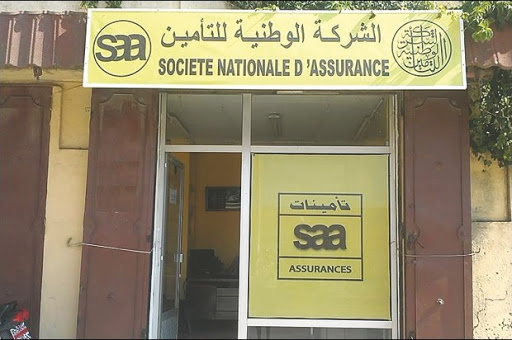 saa
الشركة الوطنية للتأمين
SOCIETE NATIONALE D 'ASSURANCE
تأمينات
saa
ASSURANCES